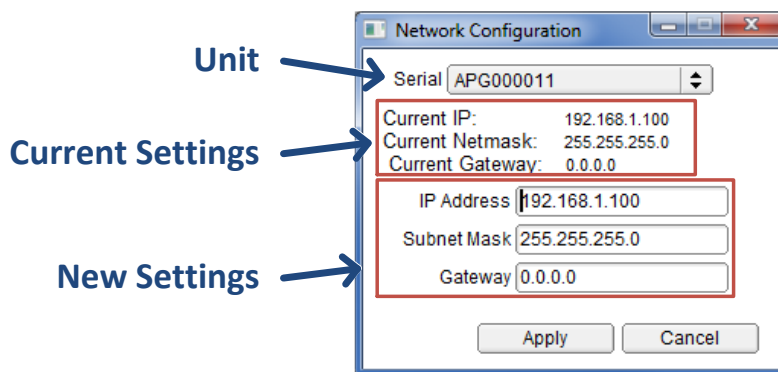 Network Configuration
Unit
Serial APG000011
Current Settings
Current IP: 192.168.1.100
Current Netmask: 255.255.255.0
Current Gateway: 0.0.0.0
New Settings
IP Address 192.168.1.100
Subnet Mask 255.255.255.0
Gateway 0.0.0.0
Apply Cancel